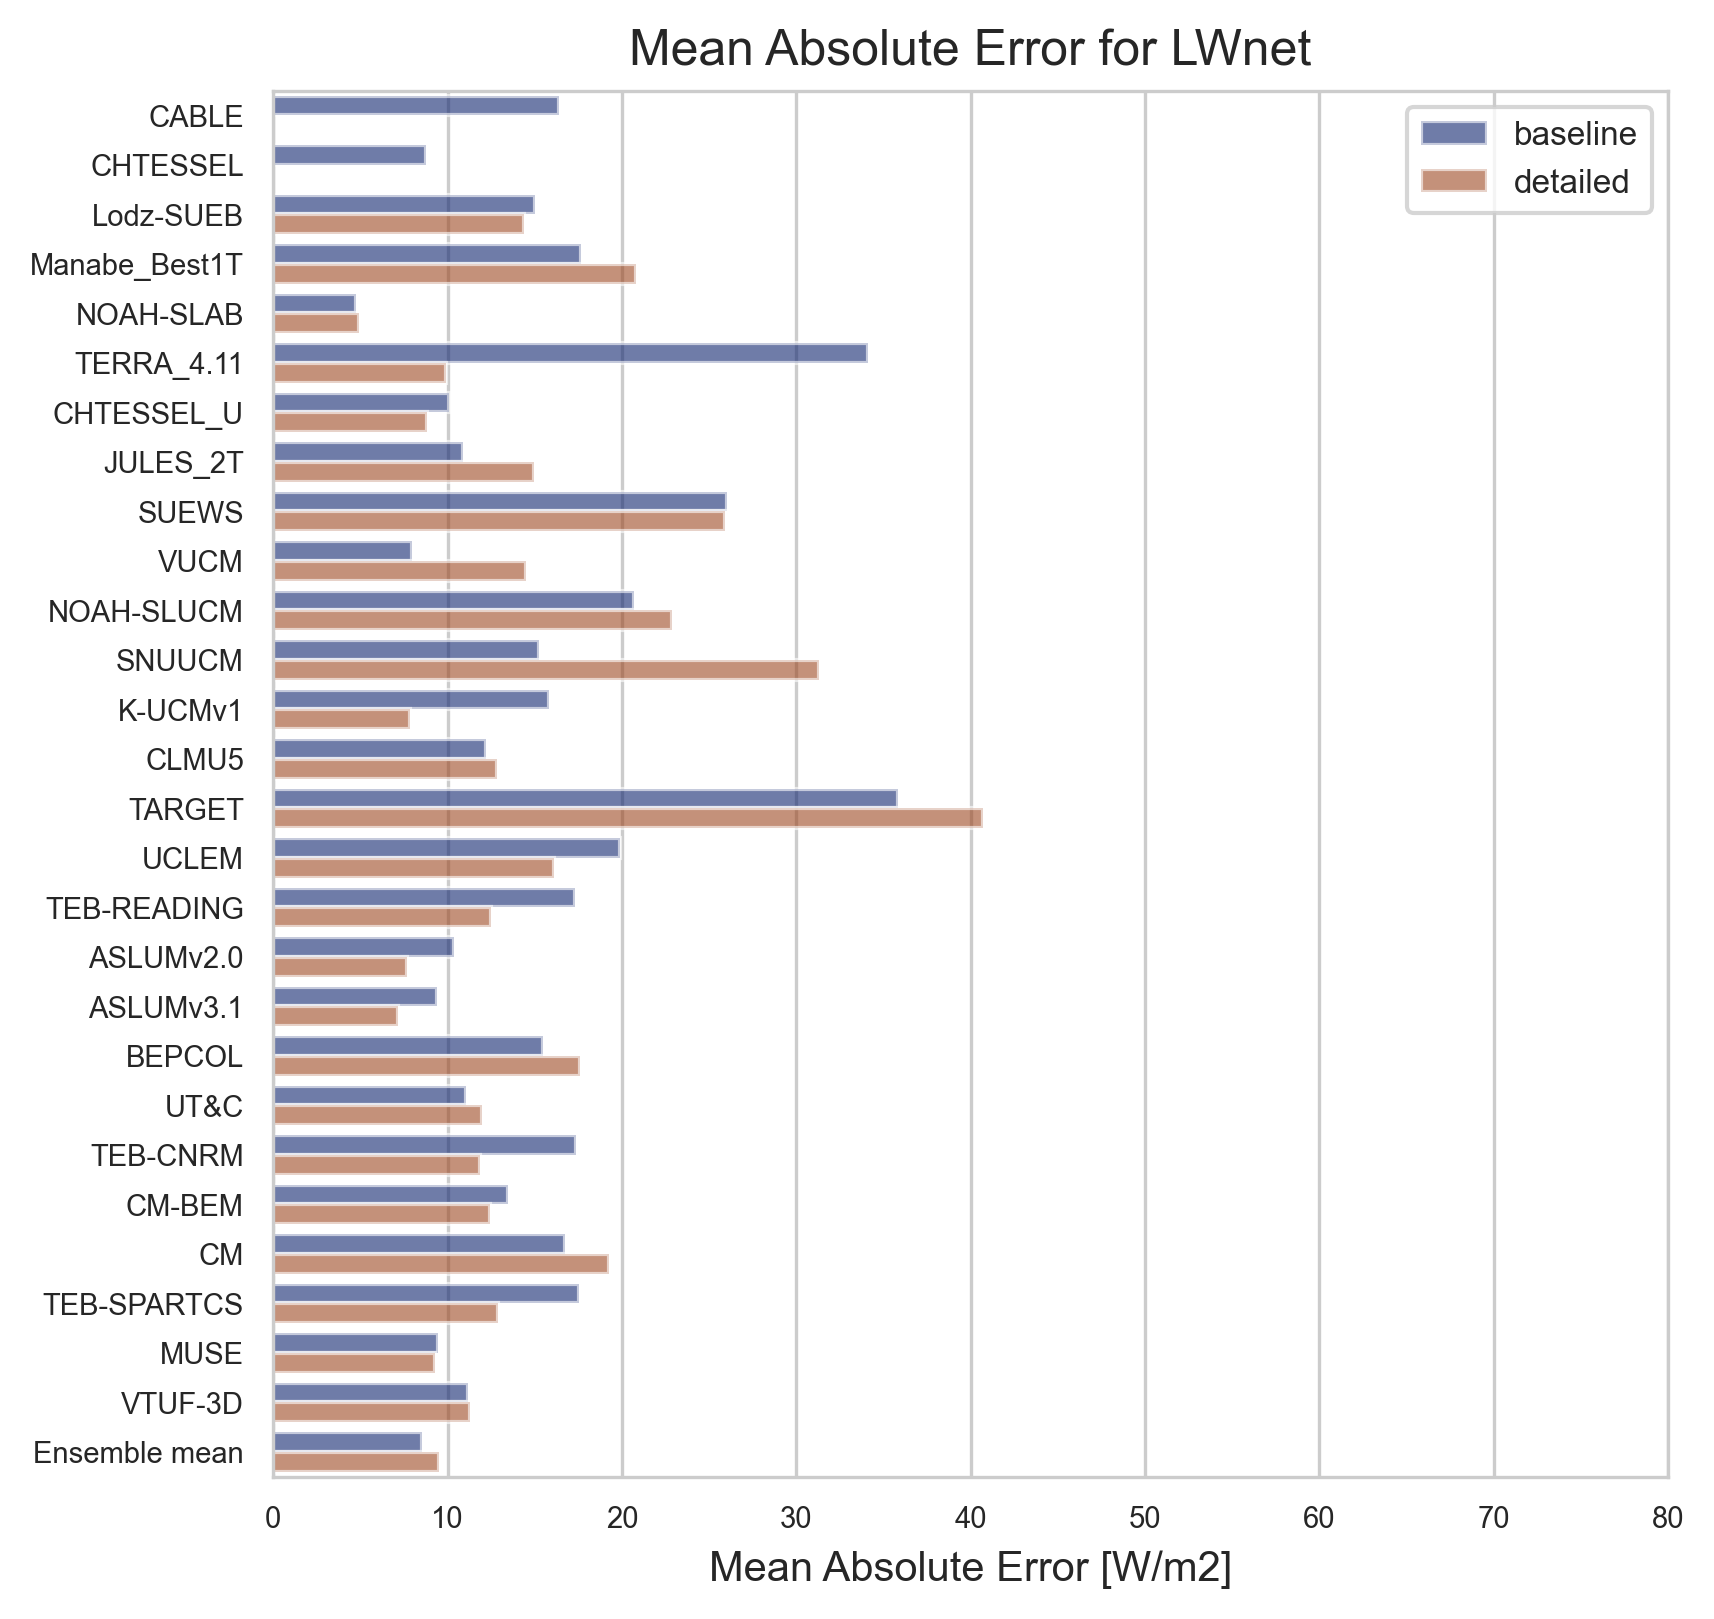 Mean Absolute Error for LWnet
baseline
detailed
CABLE
CHTESSEL
Lodz-SUEB
Manabe_Best1T
NOAH-SLAB
TERRA_4.11
CHTESSEL_U
JULES_2T
SUEWS
VUCM
NOAH-SLUCM
SNUUCM
K-UCMv1
CLMU5
TARGET
UCLEM
TEB-READING
ASLUMv2.0
ASLUMv3.1
BEPCOL
UT&C
TEB-CNRM
CM-BEM
CM
TEB-SPARTCS
MUSE
VTUF-3D
Ensemble mean
0 10 20 30 40 50 60 70 80
Mean Absolute Error [W/m2]